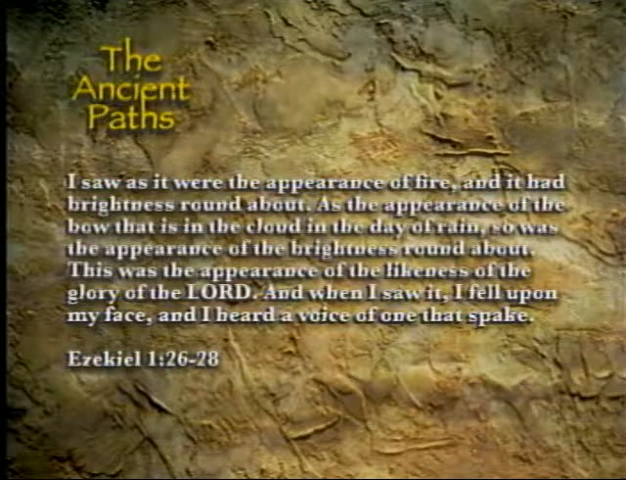 The
Ancient
Paths
I saw as it were the appearance of fire, and it had
brightness round about. As the appearance of the
bow that is in the cloud in the day of rain, so was
the appearance of the brightness round about.
This was the appearance of the likeness of the
glory of the LORD. And when I saw it, I fell upon
my face, and I heard a voice of one that spake.
Ezekiel 1:26-28